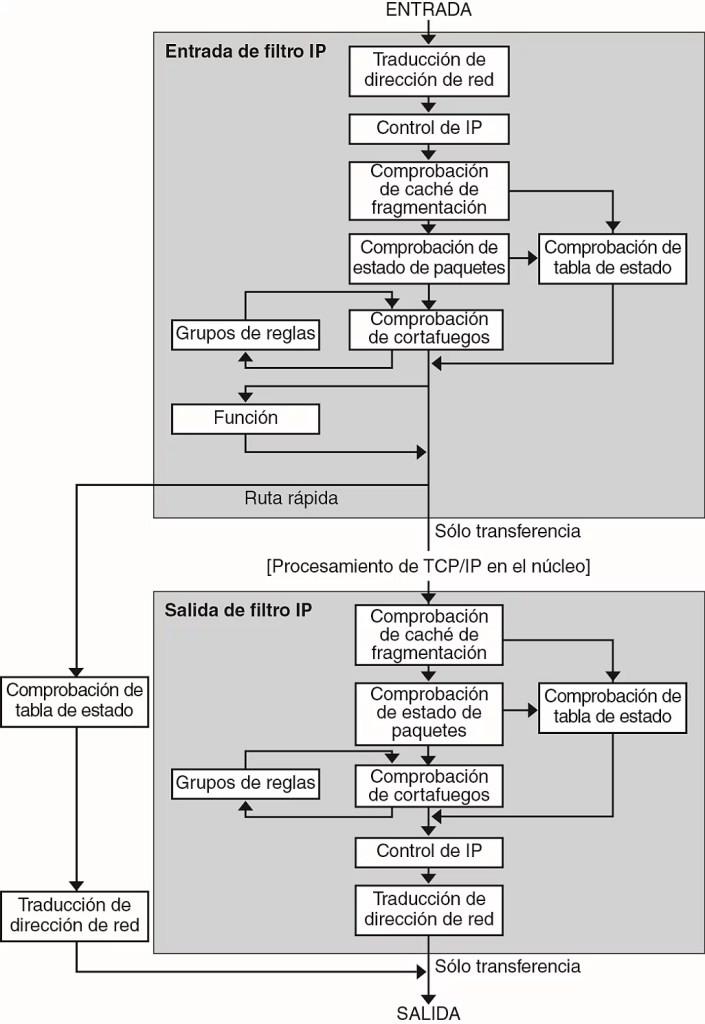 ENTRADA
Entrada de filtro IP
Traducción de
dirección de red
Control de IP
Comprobación
de caché de
fragmentación
Comprobación de
estado de paquetes
Comprobación de
tabla de estado
Grupos de reglas
Comprobación
de cortafuegos
Función
Ruta rápida
Sólo transferencia
[Procesamiento de TCP/IP en el núcleo]
Salida de filtro IP
Comprobación
de caché de
fragmentación
Comprobación de
tabla de estado
Comprobación
de estado de
paquetes
Comprobación de
tabla de estado
Grupos de reglas
Comprobación
de cortafuegos
Control de IP
Traducción de
dirección de red
Traducción de
dirección de red
Sólo transferencia
SALIDA